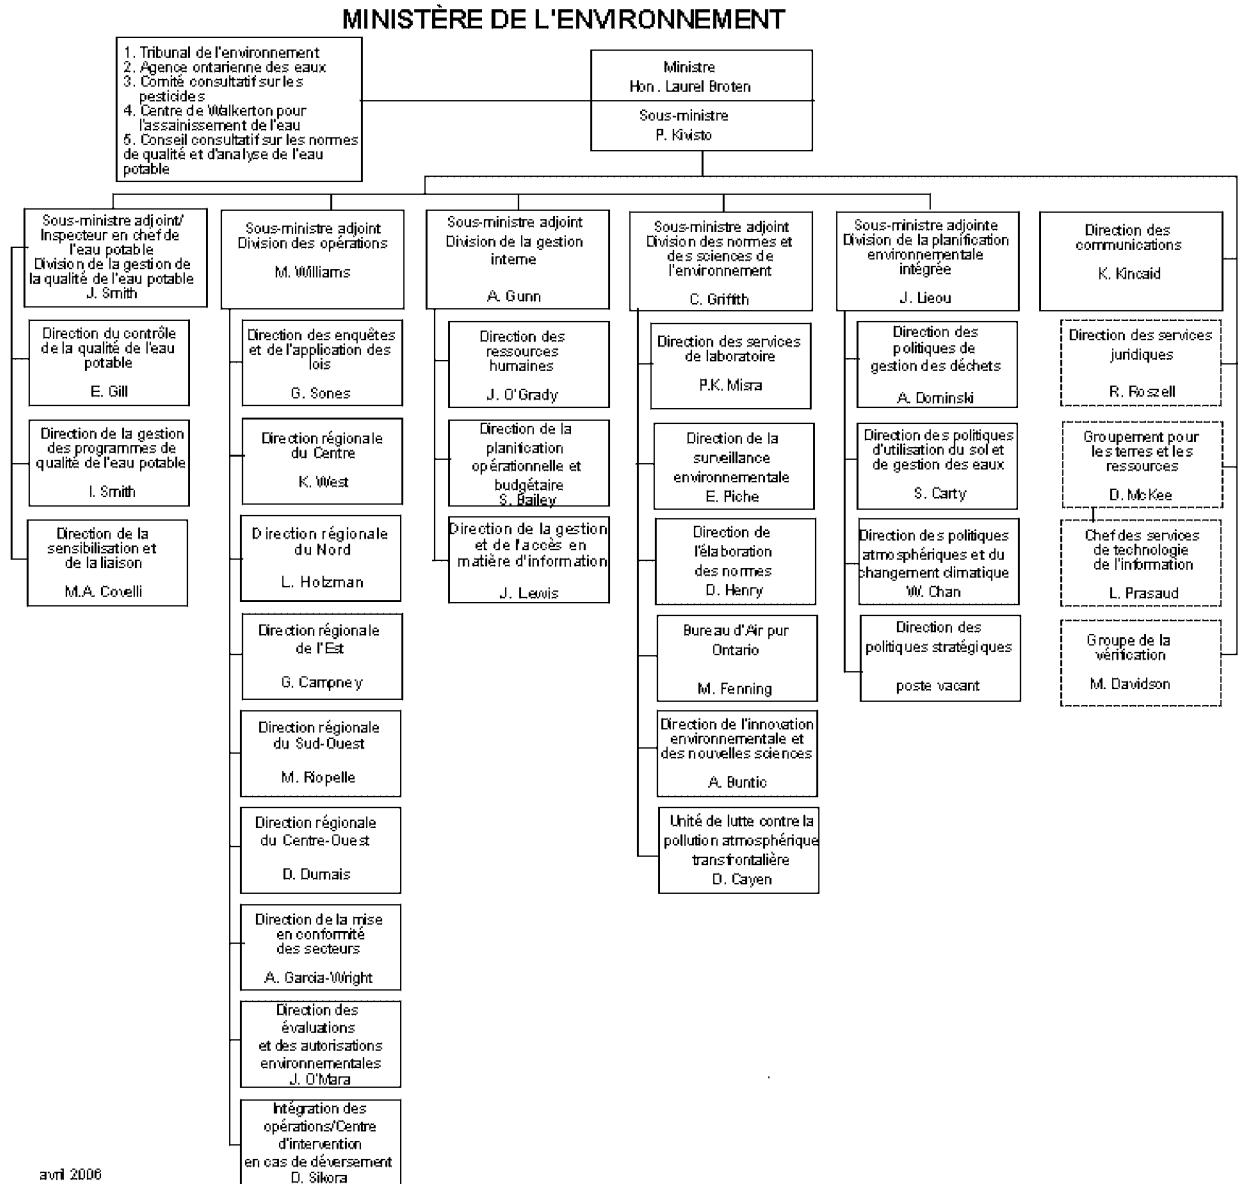 MINISTÈRE DE L'ENVIRONNEMENT
1. Tribunal de l'environnement
2. Agence ontarienne des eaux
3. Comité consultatif sur les
pesticides
4. Centre de Walkerton pour
l'assainissement de l'eau
5. Conseil consultatif sur les normes
de qualité et d'analyse de l'eau
potable
Ministre
Hon. Laurel Broten
Sous-ministre
P. Kivisto
Sous-ministre adjoint/
Inspecteur en chef de
l'eau potable
Division de la gestion de
la qualité de l'eau potable
J. Smith
Direction du contrôle
de la qualité de l'eau
potable
E. Gill
Direction de la gestion
des programmes de
qualité de l'eau potable
I. Smith
Direction de la
sensibilisation et
de la liaison
M.A. Covelli
Sous-ministre adjoint
Division des opérations
M. Williams
Direction des enquêtes
et de l'application des
lois
G. Sones
Direction régionale
du Centre
K. West
Direction régionale
du Nord
L. Holzman
Direction régionale
de l'Est
G. Campney
Direction régionale
du Sud-Ouest
M. Riopelle
Direction régionale
du Centre-Ouest
D. Dumais
Direction de la mise
en conformité
des secteurs
A. Garcia-Wright
Direction des
évaluations
et des autorisations
environnementales
J. O'Mara
Intégration des
opérations/Centre
d'intervention
en cas de déversement
D. Sikora
Sous-ministre adjoint
Division de la gestion
interne
A. Gunn
Direction des
ressources
humaines
J. O'Grady
Direction de la
planification
opérationnelle et
budgétaire
S. Bailey
Direction de la gestion
et de l'accès en
matière d'information
J. Lewis
Sous-ministre adjoint
Division des normes et
des sciences de
l'environnement
C. Griffith
Direction des services
de laboratoire
P.K. Misra
Direction de la
surveillance
environnementale
E. Piche
Direction de
l'élaboration
des normes
D. Henry
Bureau d'Air pur
Ontario
M. Fenning
Direction de l'innovation
environnementale et
des nouvelles sciences
A. Buntic
Unité de lutte contre la
pollution atmosphérique
transfrontalière
D. Cayen
Sous-ministre adjointe
Division de la planification
environnementale
intégrée
J. Lieou
Direction des
politiques de
gestion des déchets
A. Dominski
Direction des politiques
d'utilisation du sol et
de gestion des eaux
S. Carty
Direction des politiques
atmosphériques et du
changement climatique
W. Chan
Direction des
politiques stratégiques
poste vacant
Direction des
communications
K. Kincaid
Direction des services
juridiques
R. Roszell
Groupement pour
les terres et les
ressources
D. McKee
Chef des services
de technologie
de l'information
L. Prasaud
Groupe de la
vérification
M. Davidson
avril 2006